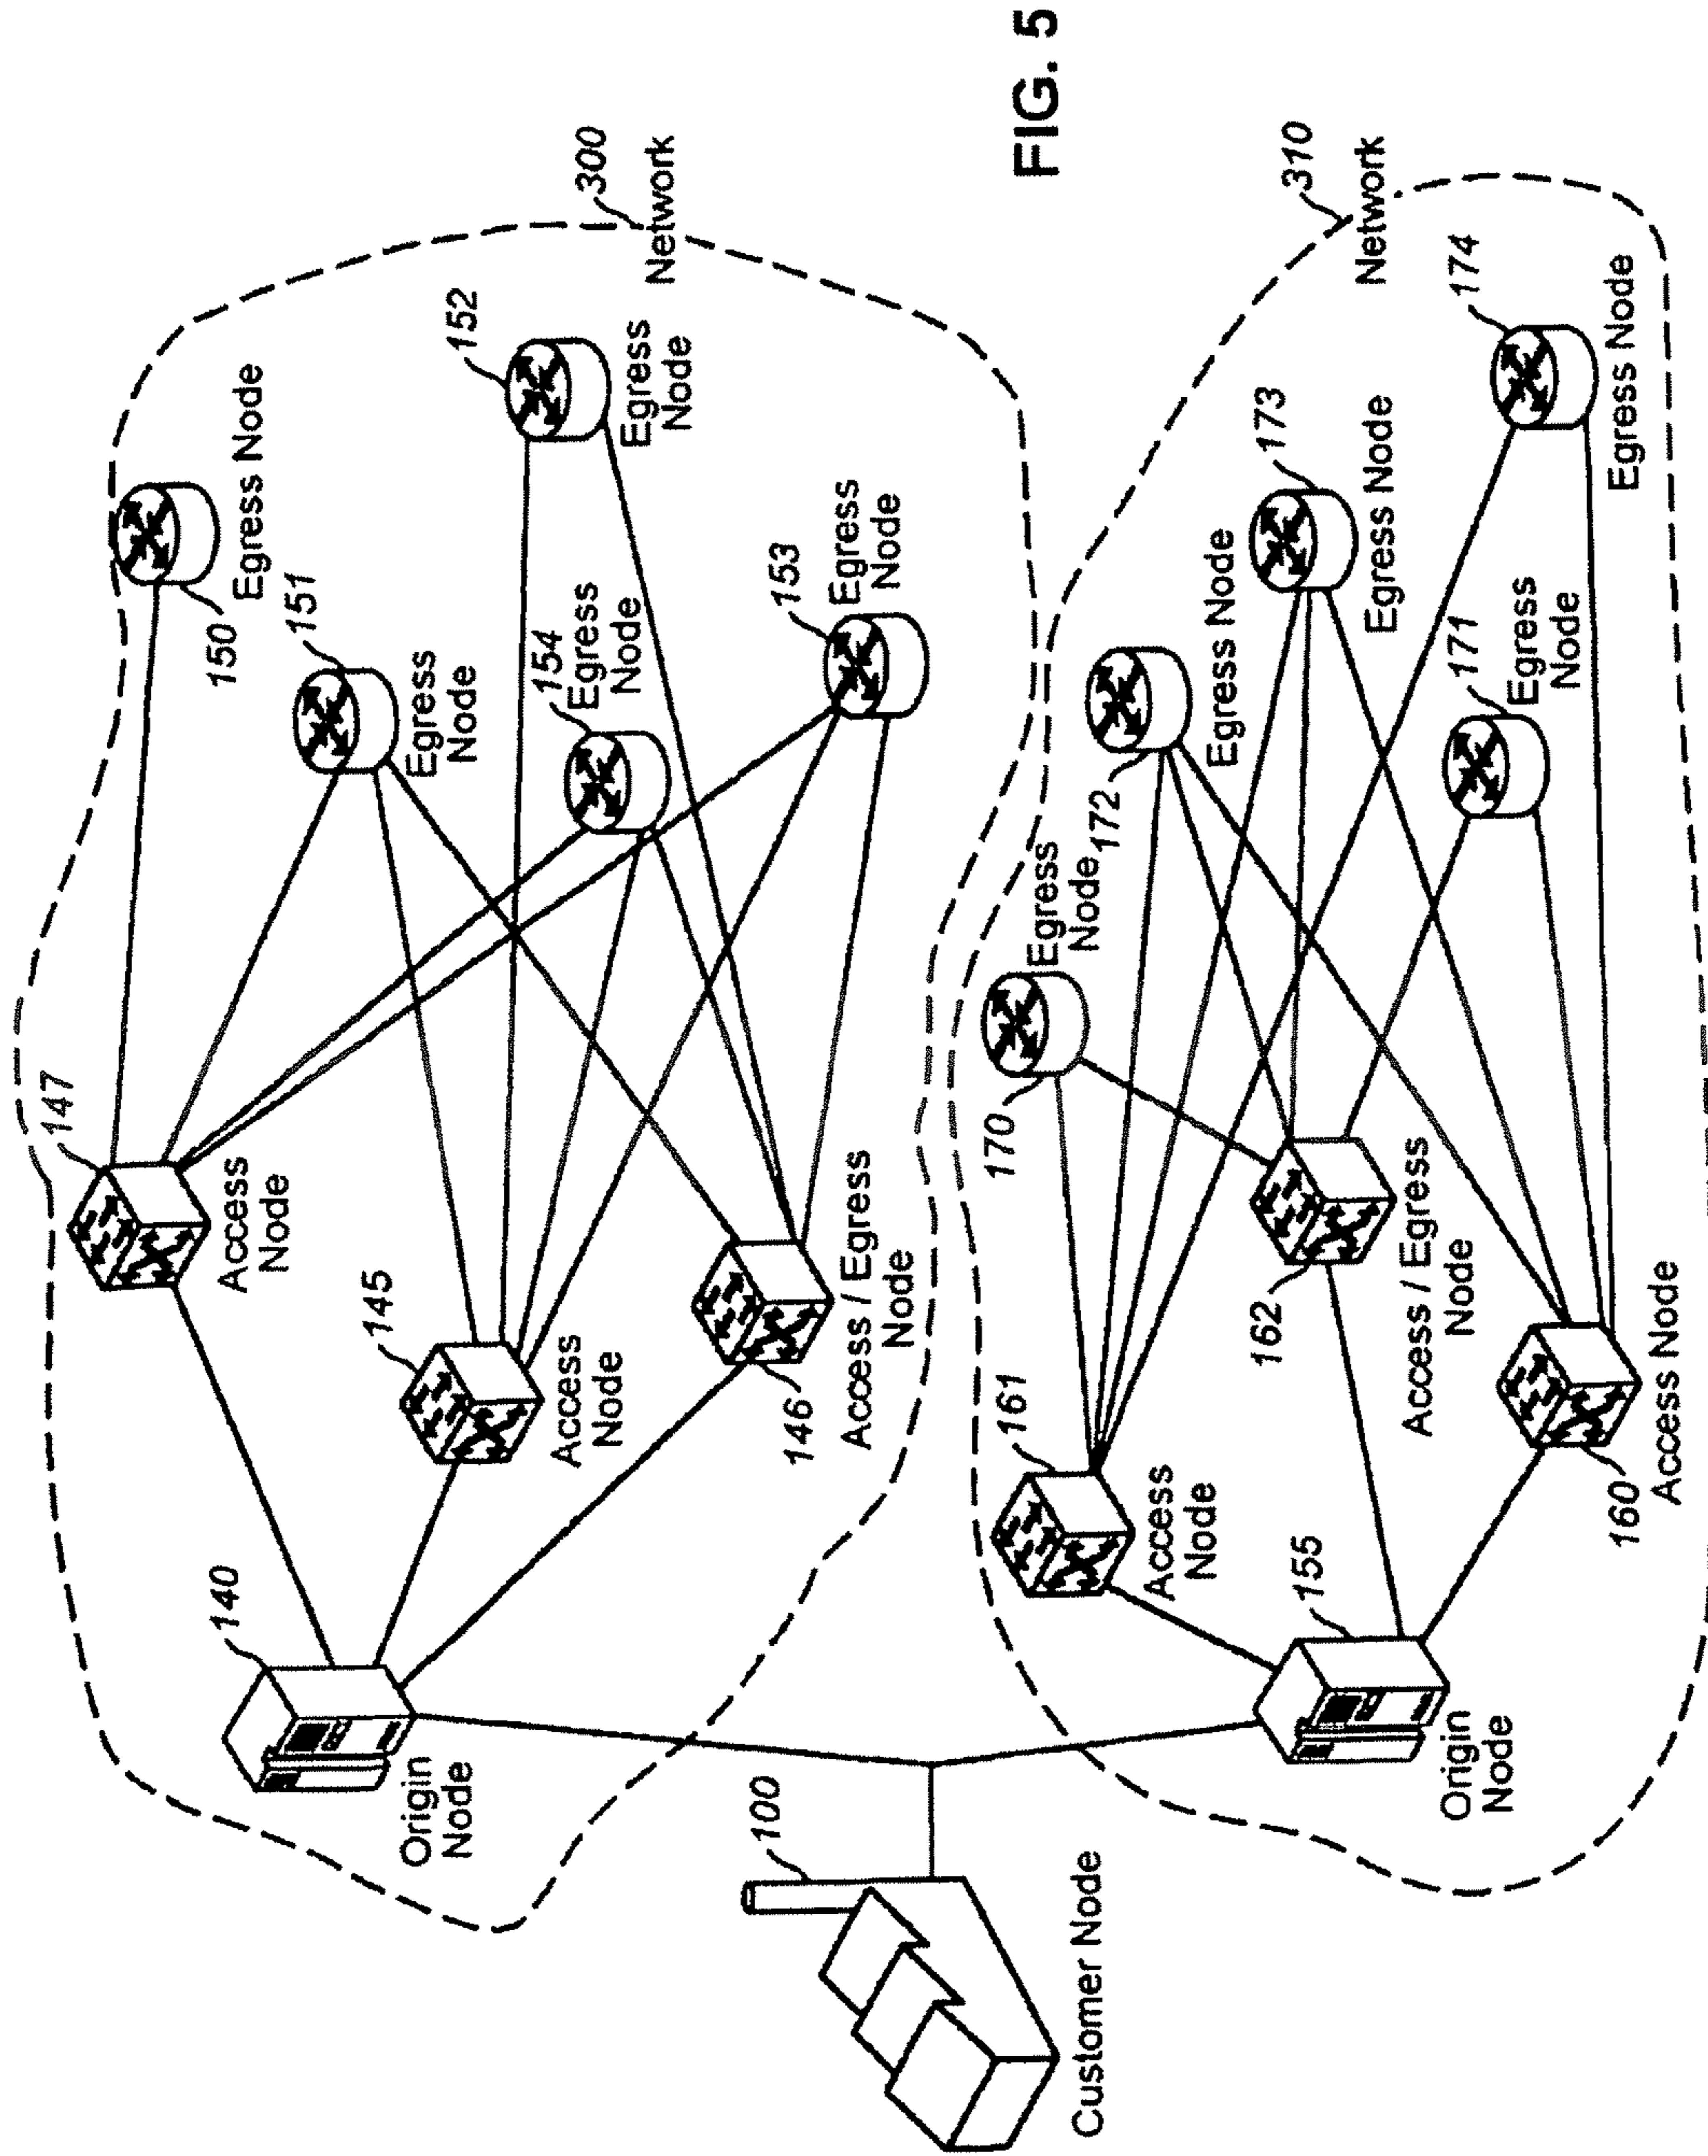 147
Access
Node
150
Egress Node
151
Egress
Node
152
Egress
Node
300
Network
145
Access
Node
154
Egress
Node
153
Egress
Node
140
Origin
Node
146
Access / Egress
Node
100
Customer Node
FIG. 5
161
Access
Node
170
Egress
Node
172
Egress Node
173
Egress Node
310
Network
162
Access / Egress
Node
171
Egress
Node
174
Egress Node
155
Origin
Node
160
Access Node